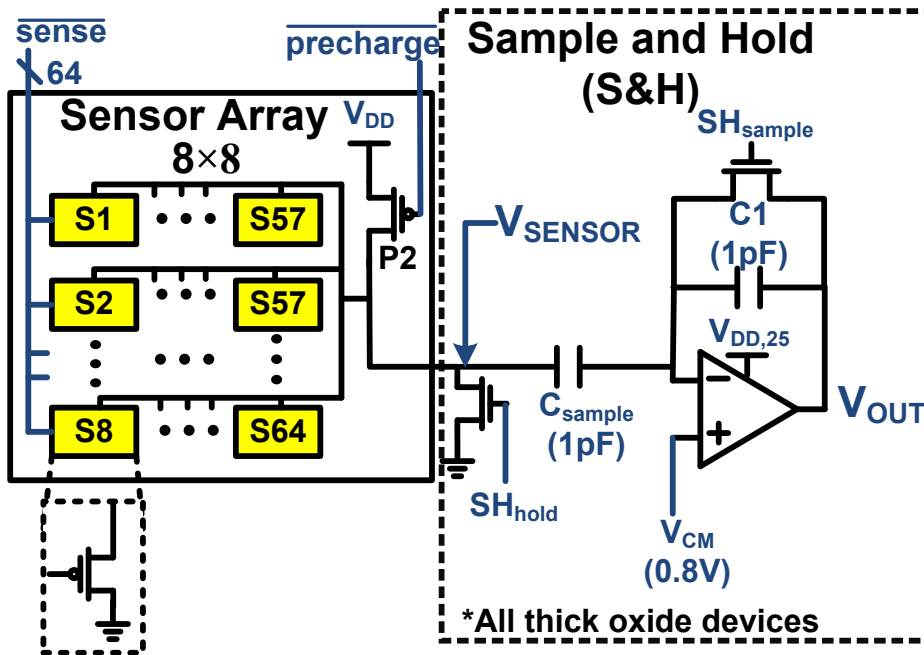 sense
64
precharge
Sample and Hold
(S&H)
Sensor Array
8×8
VDD
SHsample
S1
S57
P2
VSENSOR
C1
(1pF)
S2
S57
VDD,25
S8
S64
Csample
(1pF)
VOUT
SHhold
VCM
(0.8V)
*All thick oxide devices